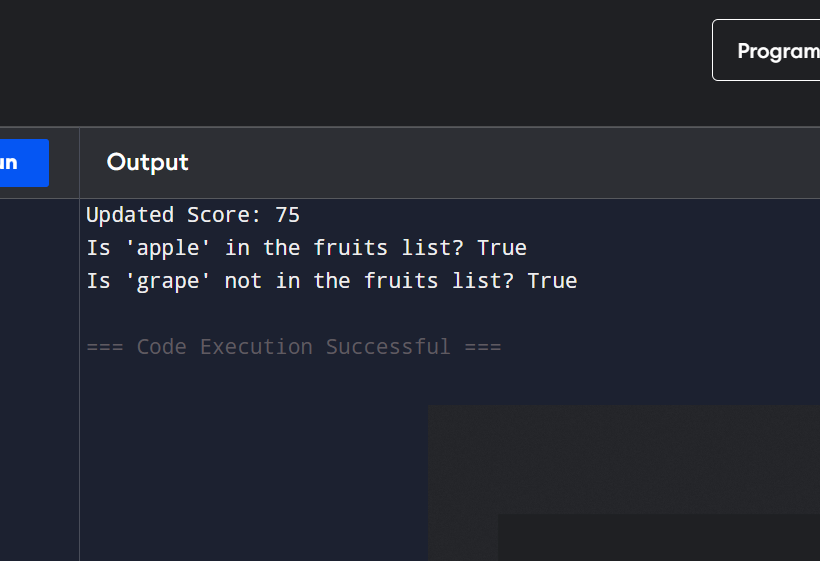 Program
un
Output
Updated Score: 75
Is 'apple' in the fruits list? True
Is 'grape' not in the fruits list? True
=== Code Execution Successful ===